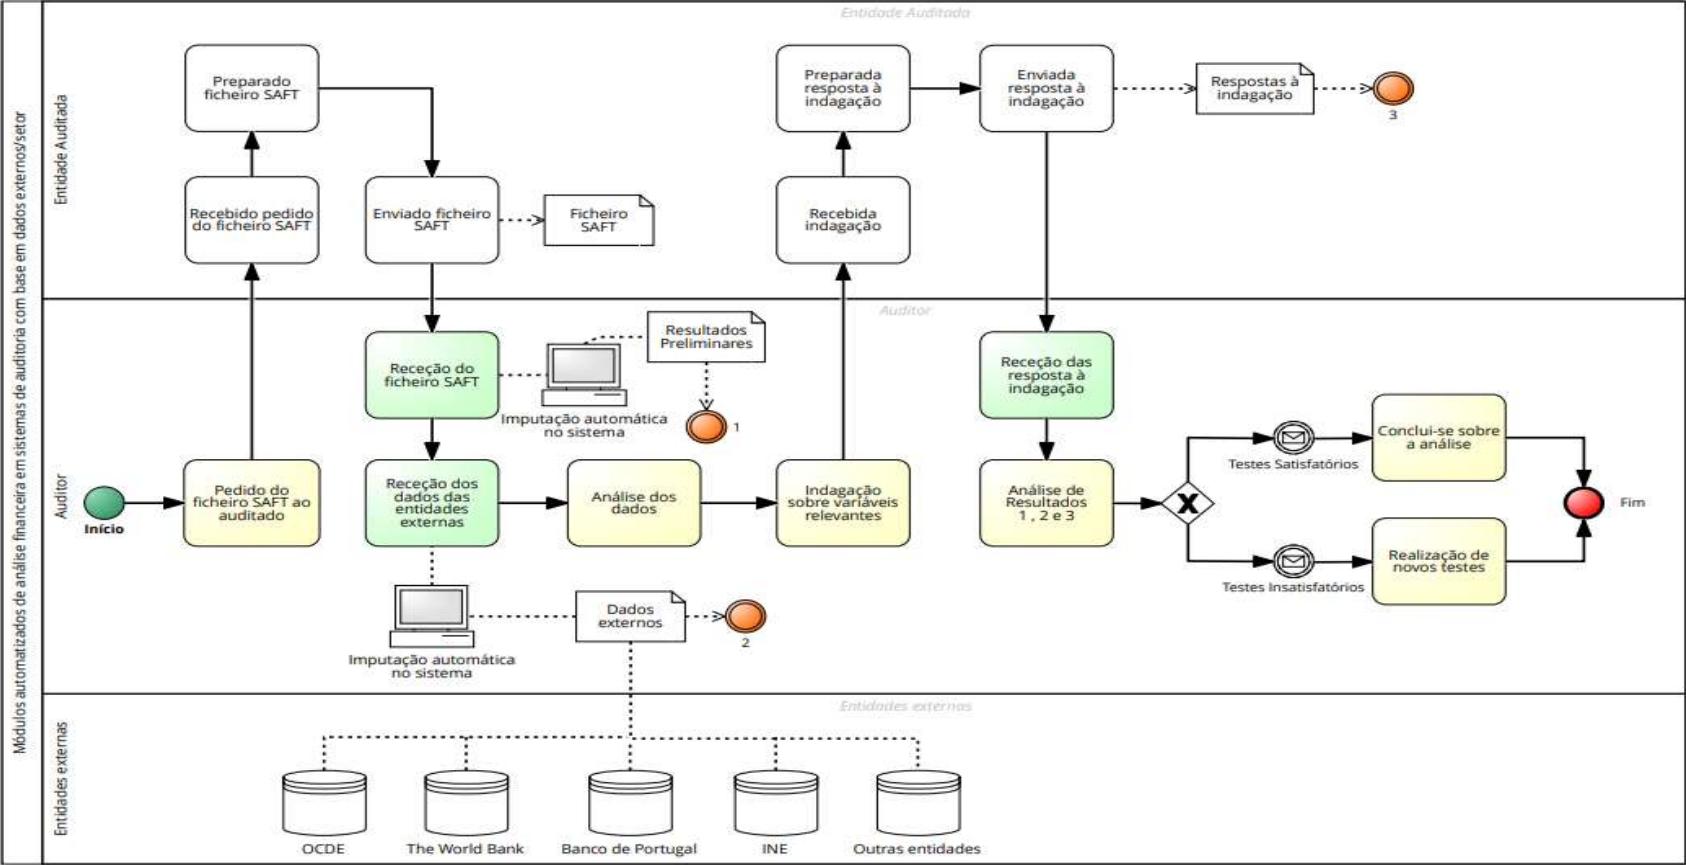 Módulos automatizados de análise financeira em sistemas de auditoria com base em dados externos/setor
Entidade Auditada
Entidade Auditada
Preparado
ficheiro SAFT
Recebido pedido
do ficheiro SAFT
Enviado ficheiro
SAFT
Ficheiro
SAFT
Preparada
resposta à
indagação
Recebida
indagação
Enviada
resposta à
indagação
Respostas à
indagação
3
Auditor
Auditor
Início
Pedido do
ficheiro SAFT ao
auditado
Receção do
ficheiro SAFT
Imputação automática
no sistema
Resultados
Preliminares
1
Receção dos
dados das
entidades
externas
Análise dos
dados
Indagação
sobre variáveis
relevantes
Imputação automática
no sistema
Dados
externos
2
Receção das
resposta à
indagação
Análise de
Resultados
1 , 2 e 3
Testes Satisfatórios
Conclui-se sobre
a análise
Testes Insatisfatórios
Realização de
novos testes
Fim
Entidades externas
Entidades externas
OCDE
The World Bank
Banco de Portugal
INE
Outras entidades